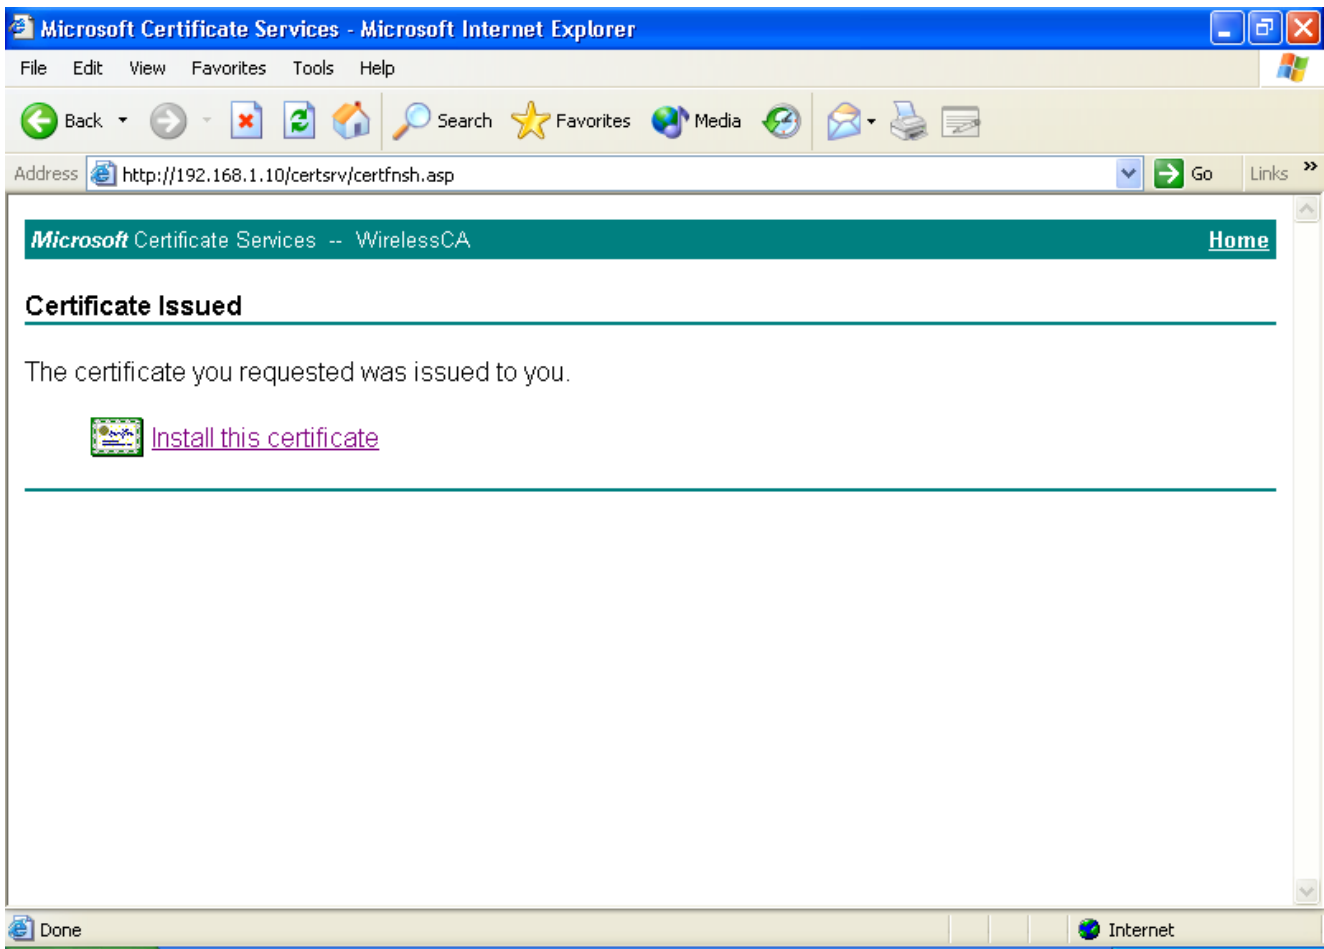 Microsoft Certificate Services - Microsoft Internet Explorer
File Edit View Favorites Tools Help
Back Search Favorites Media
Address http://192.168.1.10/certsrv/certfnsh.asp Go Links »
Microsoft Certificate Services -- WirelessCA Home
Certificate Issued
The certificate you requested was issued to you.
Install this certificate
Done Internet